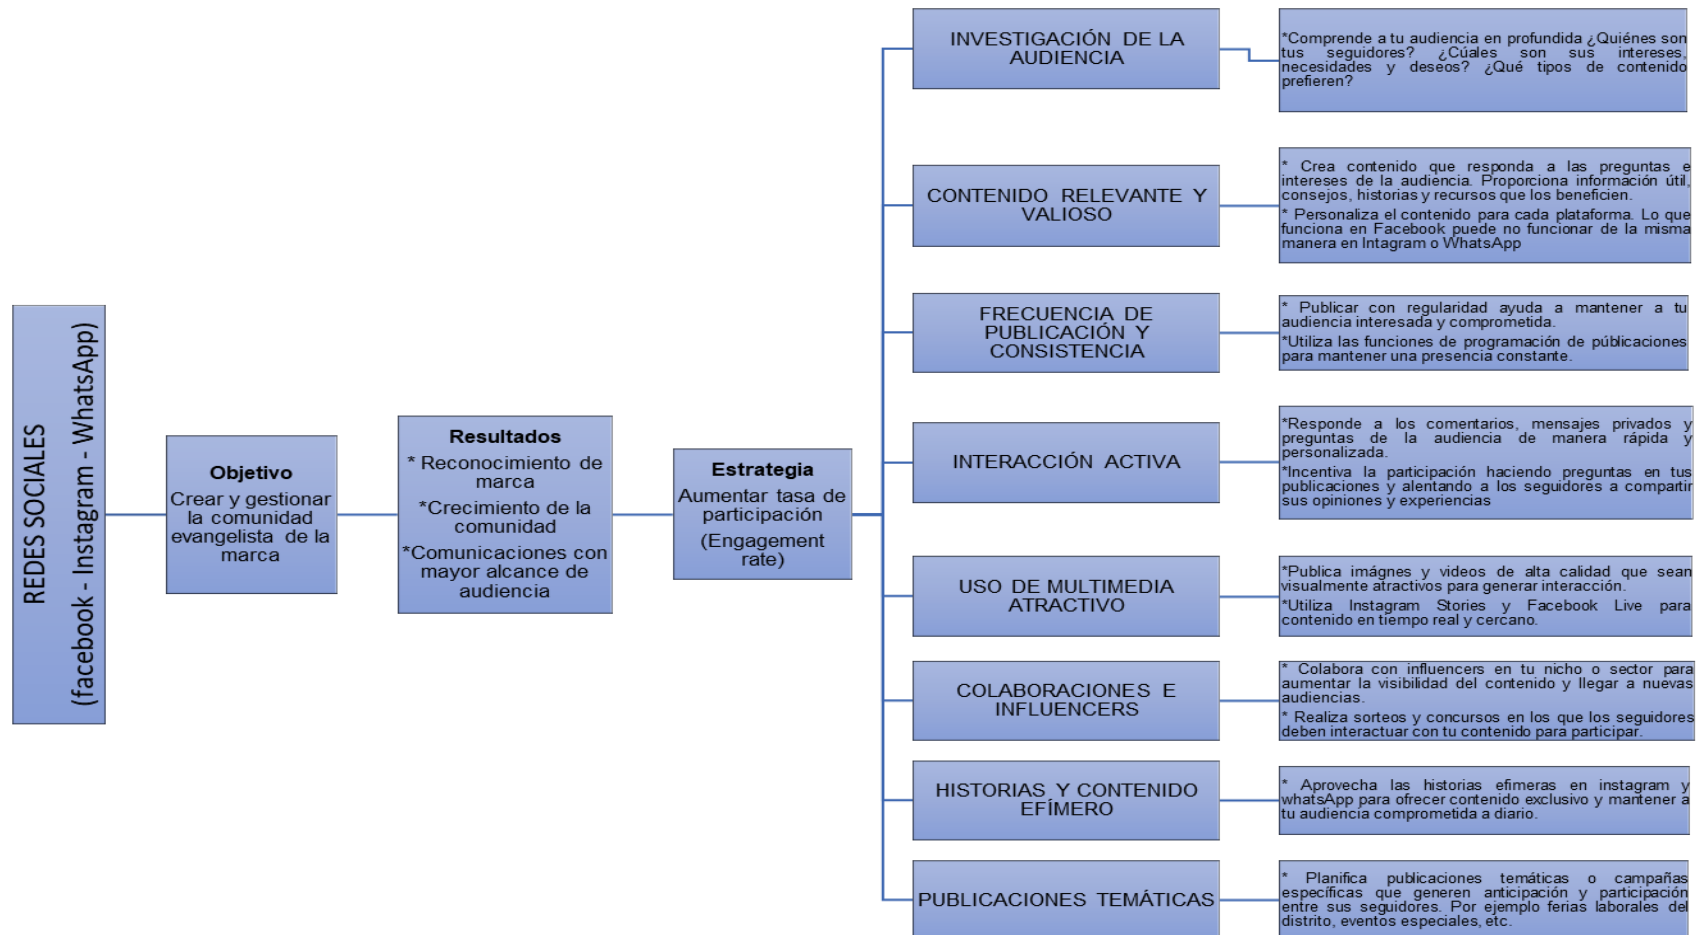 REDES SOCIALES
(facebook - Instagram - WhatsApp)
Objetivo
Crear y gestionar
la comunidad
evangelista de la
marca
Resultados
* Reconocimiento de
marca
*Crecimiento de la
comunidad
*Comunicaciones con
mayor alcance de
audiencia
Estrategia
Aumentar tasa de
participación
(Engagement
rate)
INVESTIGACIÓN DE LA
AUDIENCIA
*Comprende a tu audiencia en profundida ¿Quiénes son
tus seguidores? ¿Cúales son sus intereses,
necesidades y deseos? ¿Qué tipos de contenido
prefieren?
CONTENIDO RELEVANTE Y
VALIOSO
* Crea contenido que responda a las preguntas e
intereses de la audiencia. Proporciona información útil,
consejos, historias y recursos que los beneficien.
* Personaliza el contenido para cada plataforma. Lo que
funciona en Facebook puede no funcionar de la misma
manera en Intagram o WhatsApp
FRECUENCIA DE
PUBLICACIÓN Y
CONSISTENCIA
* Publicar con regularidad ayuda a mantener a tu
audiencia interesada y comprometida.
*Utiliza las funciones de programación de públicaciones
para mantener una presencia constante.
INTERACCIÓN ACTIVA
*Responde a los comentarios, mensajes privados y
preguntas de la audiencia de manera rápida y
personalizada.
*Incentiva la participación haciendo preguntas en tus
publicaciones y alentando a los seguidores a compartir
sus opiniones y experiencias
USO DE MULTIMEDIA
ATRACTIVO
*Publica imágnes y videos de alta calidad que sean
visualmente atractivos para generar interacción.
*Utiliza Instagram Stories y Facebook Live para
contenido en tiempo real y cercano.
COLABORACIONES E
INFLUENCERS
* Colabora con influencers en tu nicho o sector para
aumentar la visibilidad del contenido y llegar a nuevas
audiencias.
* Realiza sorteos y concursos en los que los seguidores
deben interactuar con tu contenido para participar.
HISTORIAS Y CONTENIDO
EFÍMERO
* Aprovecha las historias efimeras en instagram y
whatsApp para ofrecer contenido exclusivo y mantener a
tu audiencia comprometida a diario.
PUBLICACIONES TEMÁTICAS
* Planifica publicaciones temáticas o campañas
específicas que generen anticipación y participación
entre sus seguidores. Por ejemplo ferias laborales del
distrito, eventos especiales, etc.